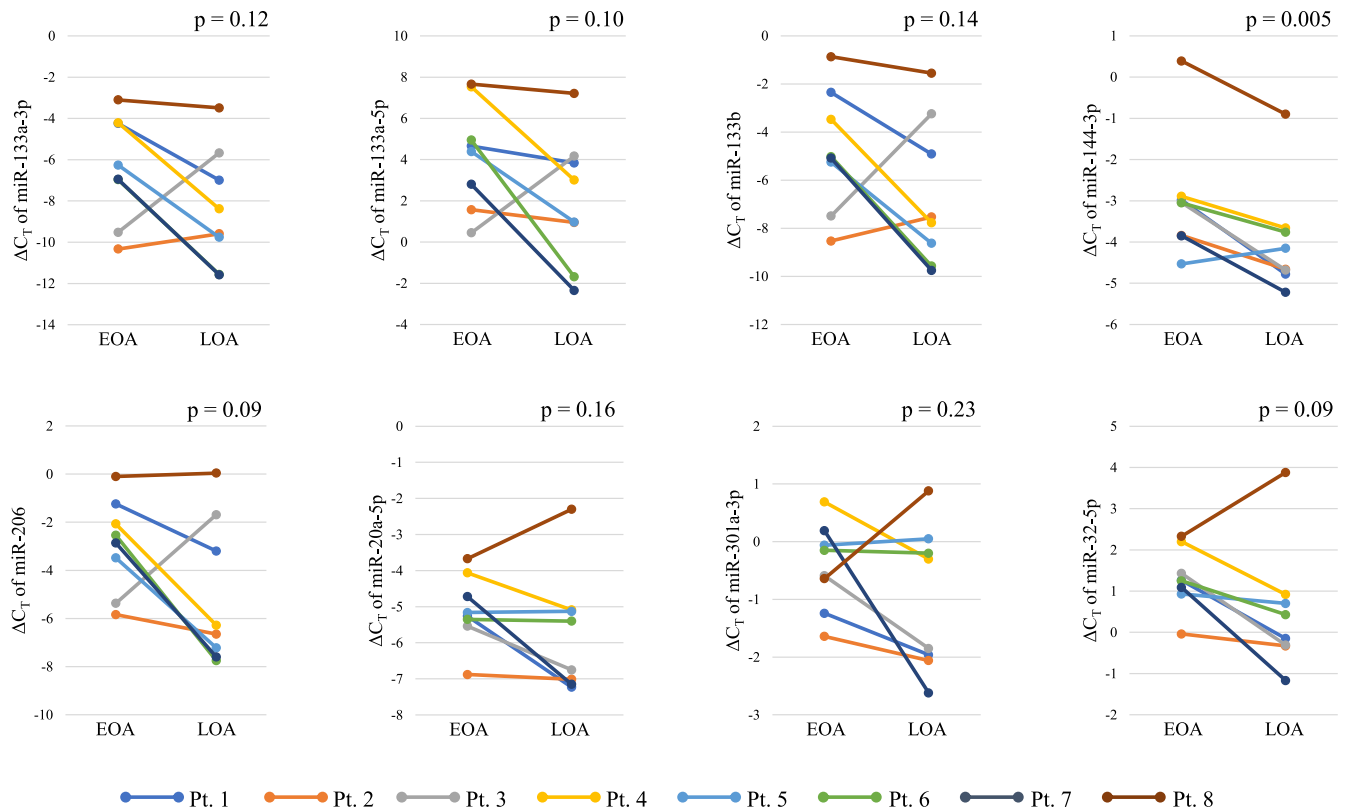 p = 0.12
0
-2
-4
-6
-8
-10
-12
-14
ΔCT of miR-133a-3p
EOA LOA
p = 0.10
10
8
6
4
2
0
-2
-4
ΔCT of miR-133a-5p
EOA LOA
p = 0.14
0
-2
-4
-6
-8
-10
-12
ΔCT of miR-133b
EOA LOA
p = 0.005
1
0
-1
-2
-3
-4
-5
-6
ΔCT of miR-144-3p
EOA LOA
p = 0.09
2
0
-2
-4
-6
-8
-10
ΔCT of miR-206
EOA LOA
p = 0.16
0
-1
-2
-3
-4
-5
-6
-7
-8
ΔCT of miR-20a-5p
EOA LOA
p = 0.23
2
1
0
-1
-2
-3
ΔCT of miR-301a-3p
EOA LOA
p = 0.09
5
4
3
2
1
0
-1
-2
ΔCT of miR-32-5p
EOA LOA
Pt. 1 Pt. 2 Pt. 3 Pt. 4 Pt. 5 Pt. 6 Pt. 7 Pt. 8